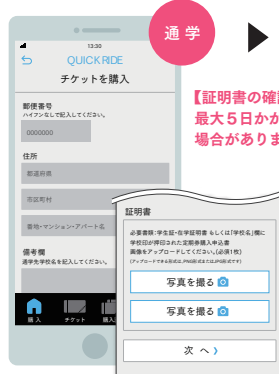 通学
13:30
QUICK RIDE
チケットを購入
【証明書の確認
最大５日かか
場合がありま
郵便番号
ハイフンなしで記入してください。
0000000
住所
都道府県
市区町村
番地・マンション・アパート名
備考欄
通学先学校名を記入してください。
購入
チケット
購入
証明書
必要書類：学生証・在学証明書 もしくは「学校名」欄に
学校印が押印された定期券購入申込書
画像をアップロードしてください。(必須1枚)
(アップロードできる形式は、PNG形式またはJPG形式です)
写真を撮る
写真を撮る
次へ